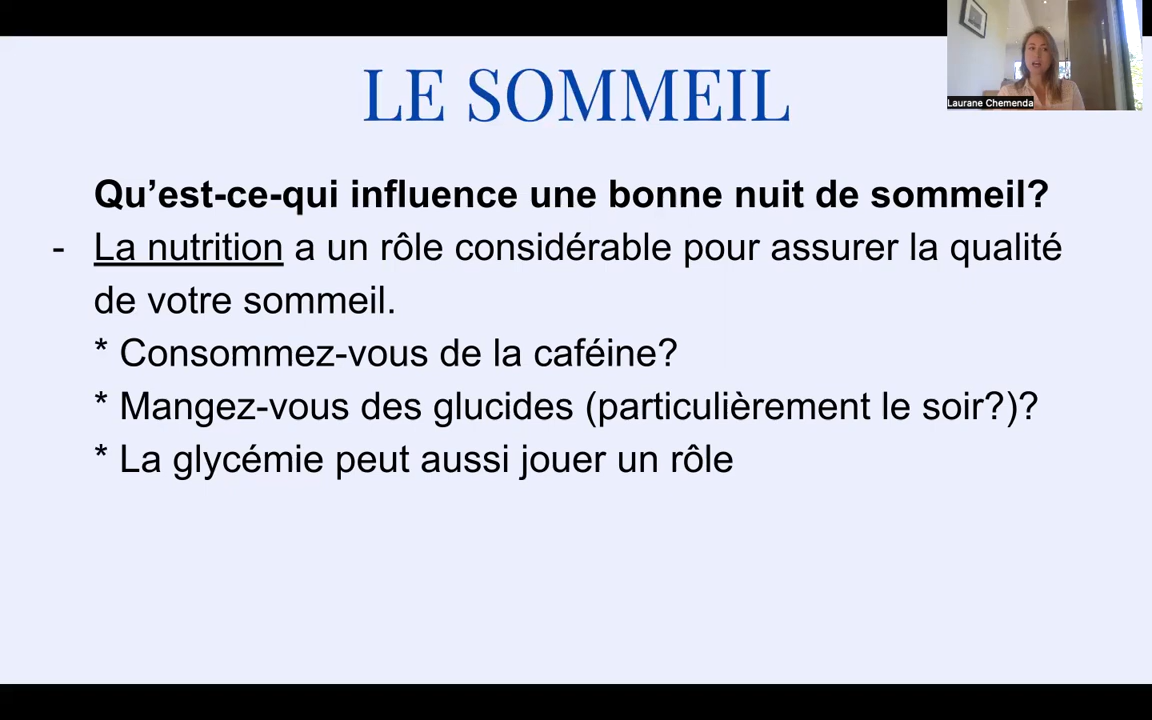 LE SOMMEIL
Laurane Chemenda
Qu’est-ce-qui influence une bonne nuit de sommeil?
- La nutrition a un rôle considérable pour assurer la qualité
de votre sommeil.
* Consommez-vous de la caféine?
* Mangez-vous des glucides (particulièrement le soir?)?
* La glycémie peut aussi jouer un rôle